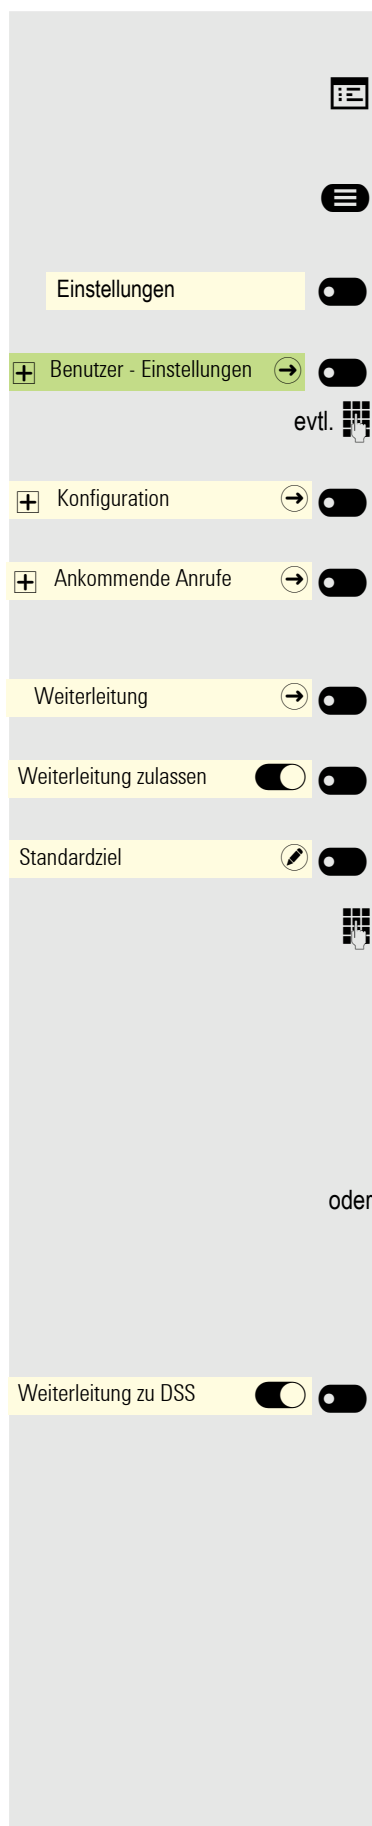 Einstellungen
Benutzer - Einstellungen
evtl.
Konfiguration
Ankommende Anrufe
Weiterleitung
Weiterleitung zulassen
Standardziel
oder
Weiterleitung zu DSS